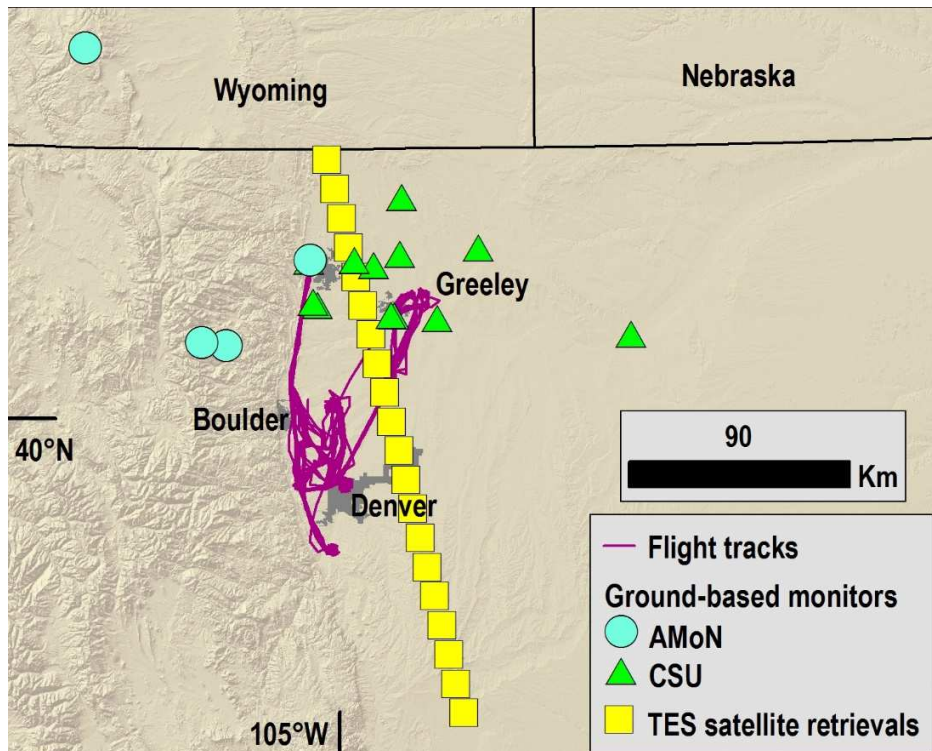 Wyoming
Nebraska
Greeley
Boulder
40°N
Denver
105°W
90
Km
Flight tracks
Ground-based monitors
AMoN
CSU
TES satellite retrievals